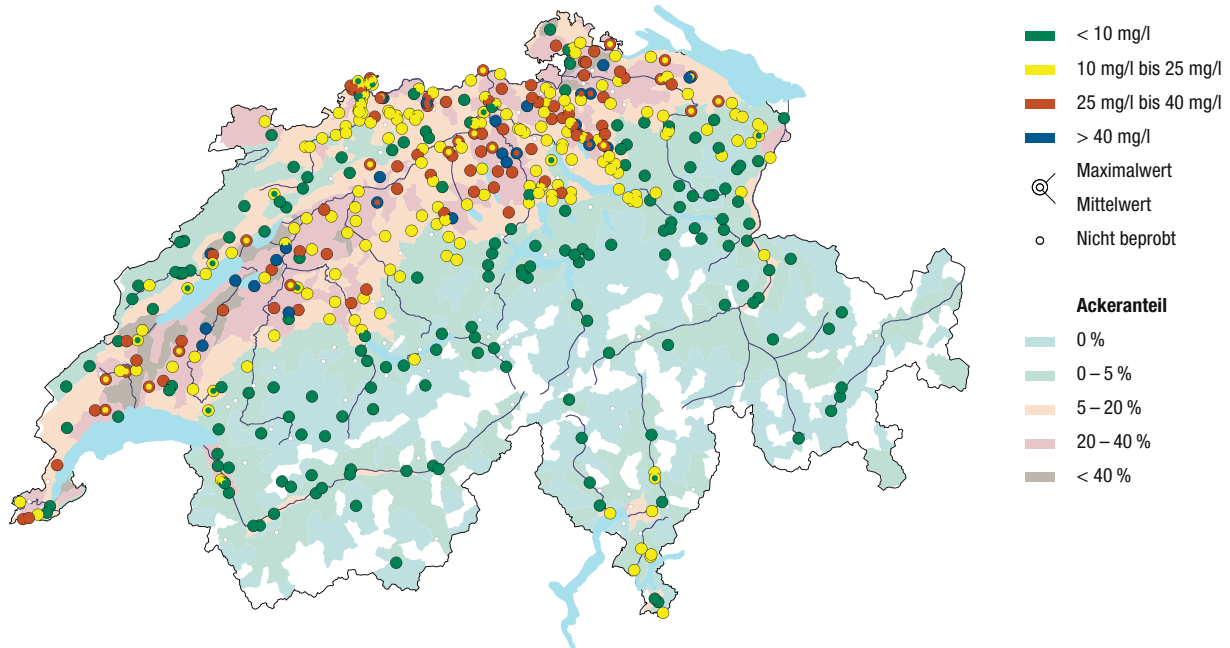 < 10 mg/l
10 mg/l bis 25 mg/l
25 mg/l bis 40 mg/l
> 40 mg/l
Maximalwert
Mittelwert
Nicht beprobt
Ackeranteil
0 %
0 – 5 %
5 – 20 %
20 – 40 %
< 40 %